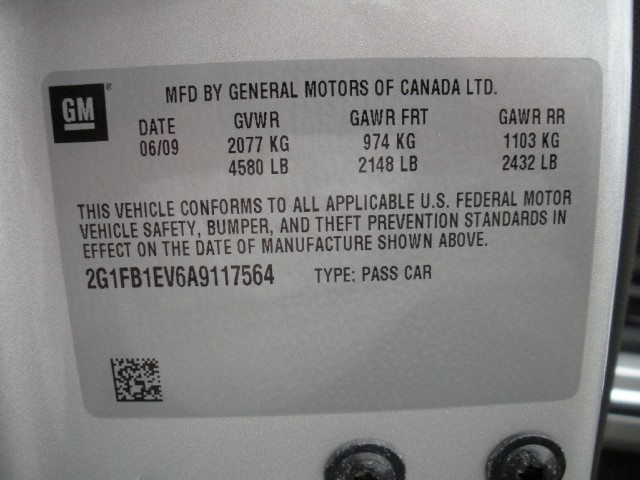 GM
MFD BY GENERAL MOTORS OF CANADA LTD.
DATE GVWR GAWR FRT GAWR RR
06/09 2077 KG 974 KG 1103 KG
4580 LB 2148 LB 2432 LB
THIS VEHICLE CONFORMS TO ALL APPLICABLE U.S. FEDERAL MOTOR
VEHICLE SAFETY, BUMPER, AND THEFT PREVENTION STANDARDS IN
EFFECT ON THE DATE OF MANUFACTURE SHOWN ABOVE.
2G1FB1EV6A9117564 TYPE: PASS CAR